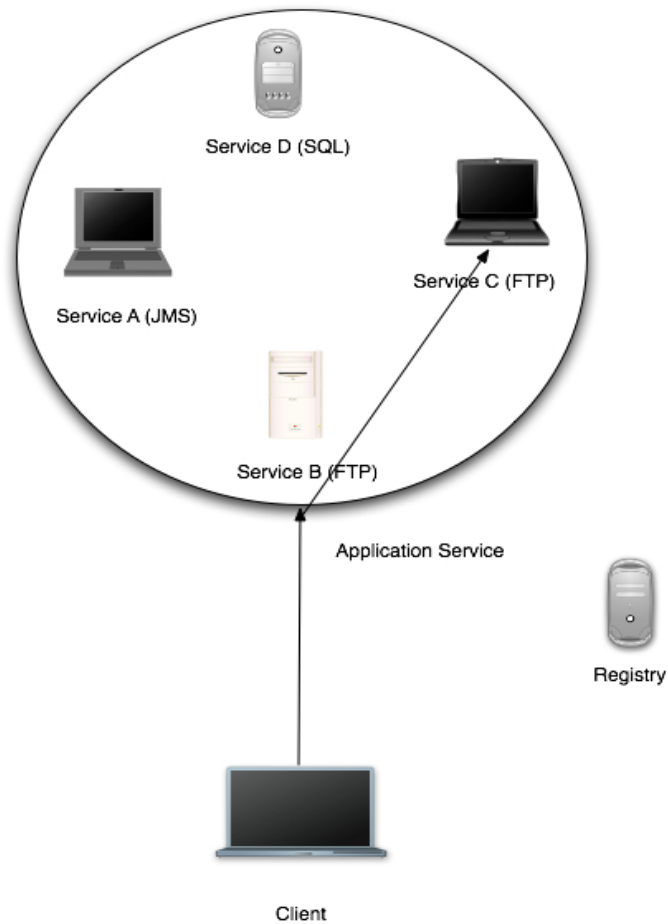 Service D (SQL)
Service A (JMS)
Service C (FTP)
Service B (FTP)
Application Service
Registry
Client